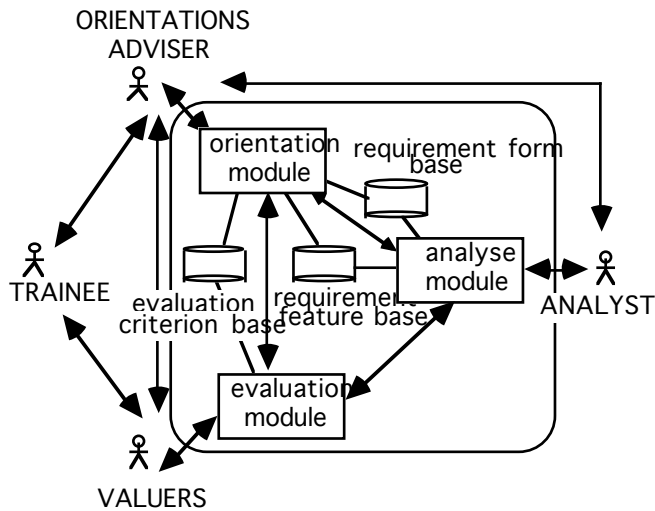 ORIENTATIONS
ADVISER
orientation
module
requirement form
base
analyse
module
TRAINEE
evaluation
criterion base
requirement
feature base
ANALYST
evaluation
module
VALUERS